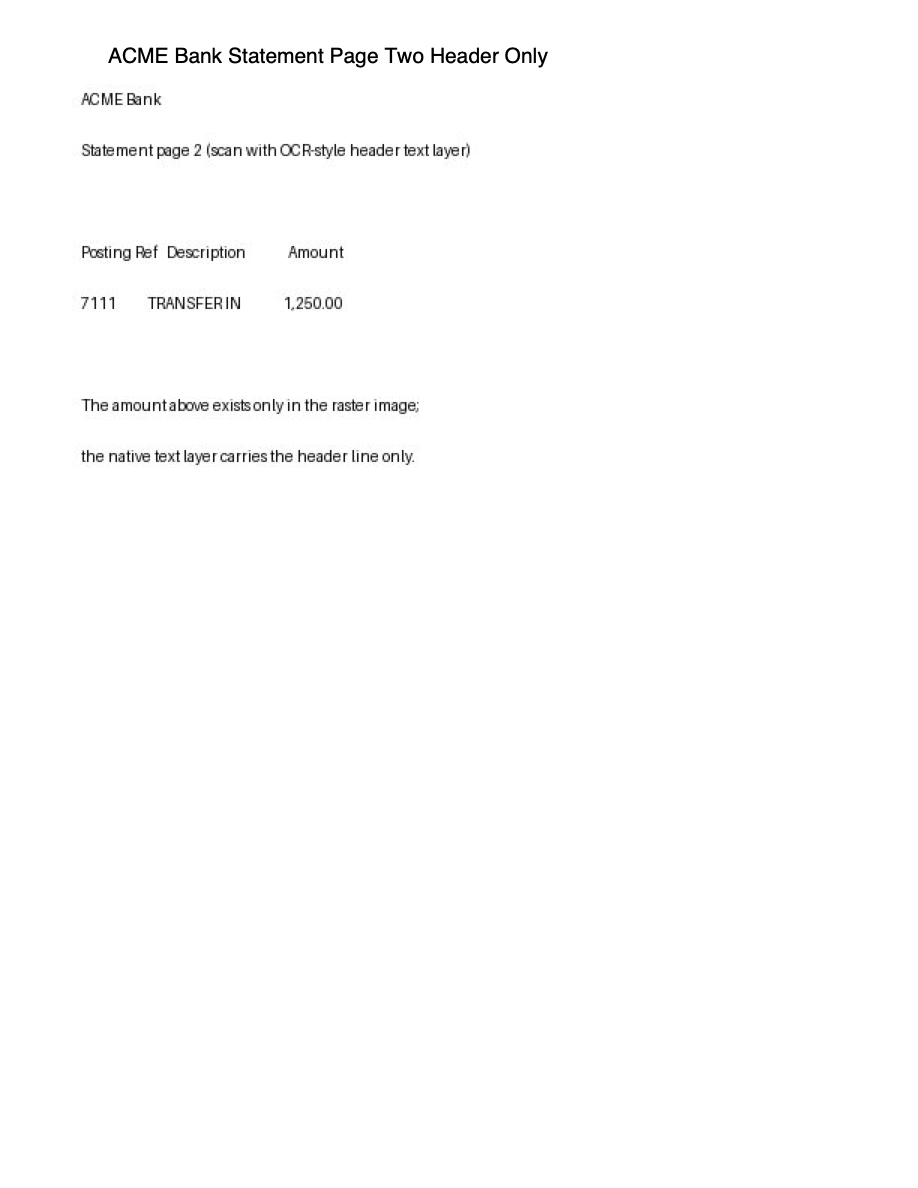 ACME Bank Statement Page Two Header Only
ACME Bank
Statement page 2 (scan with OCR-style header text layer)
Posting Ref Description Amount
7111 TRANSFER IN 1,250.00
The amount above exists only in the raster image;
the native text layer carries the header line only.